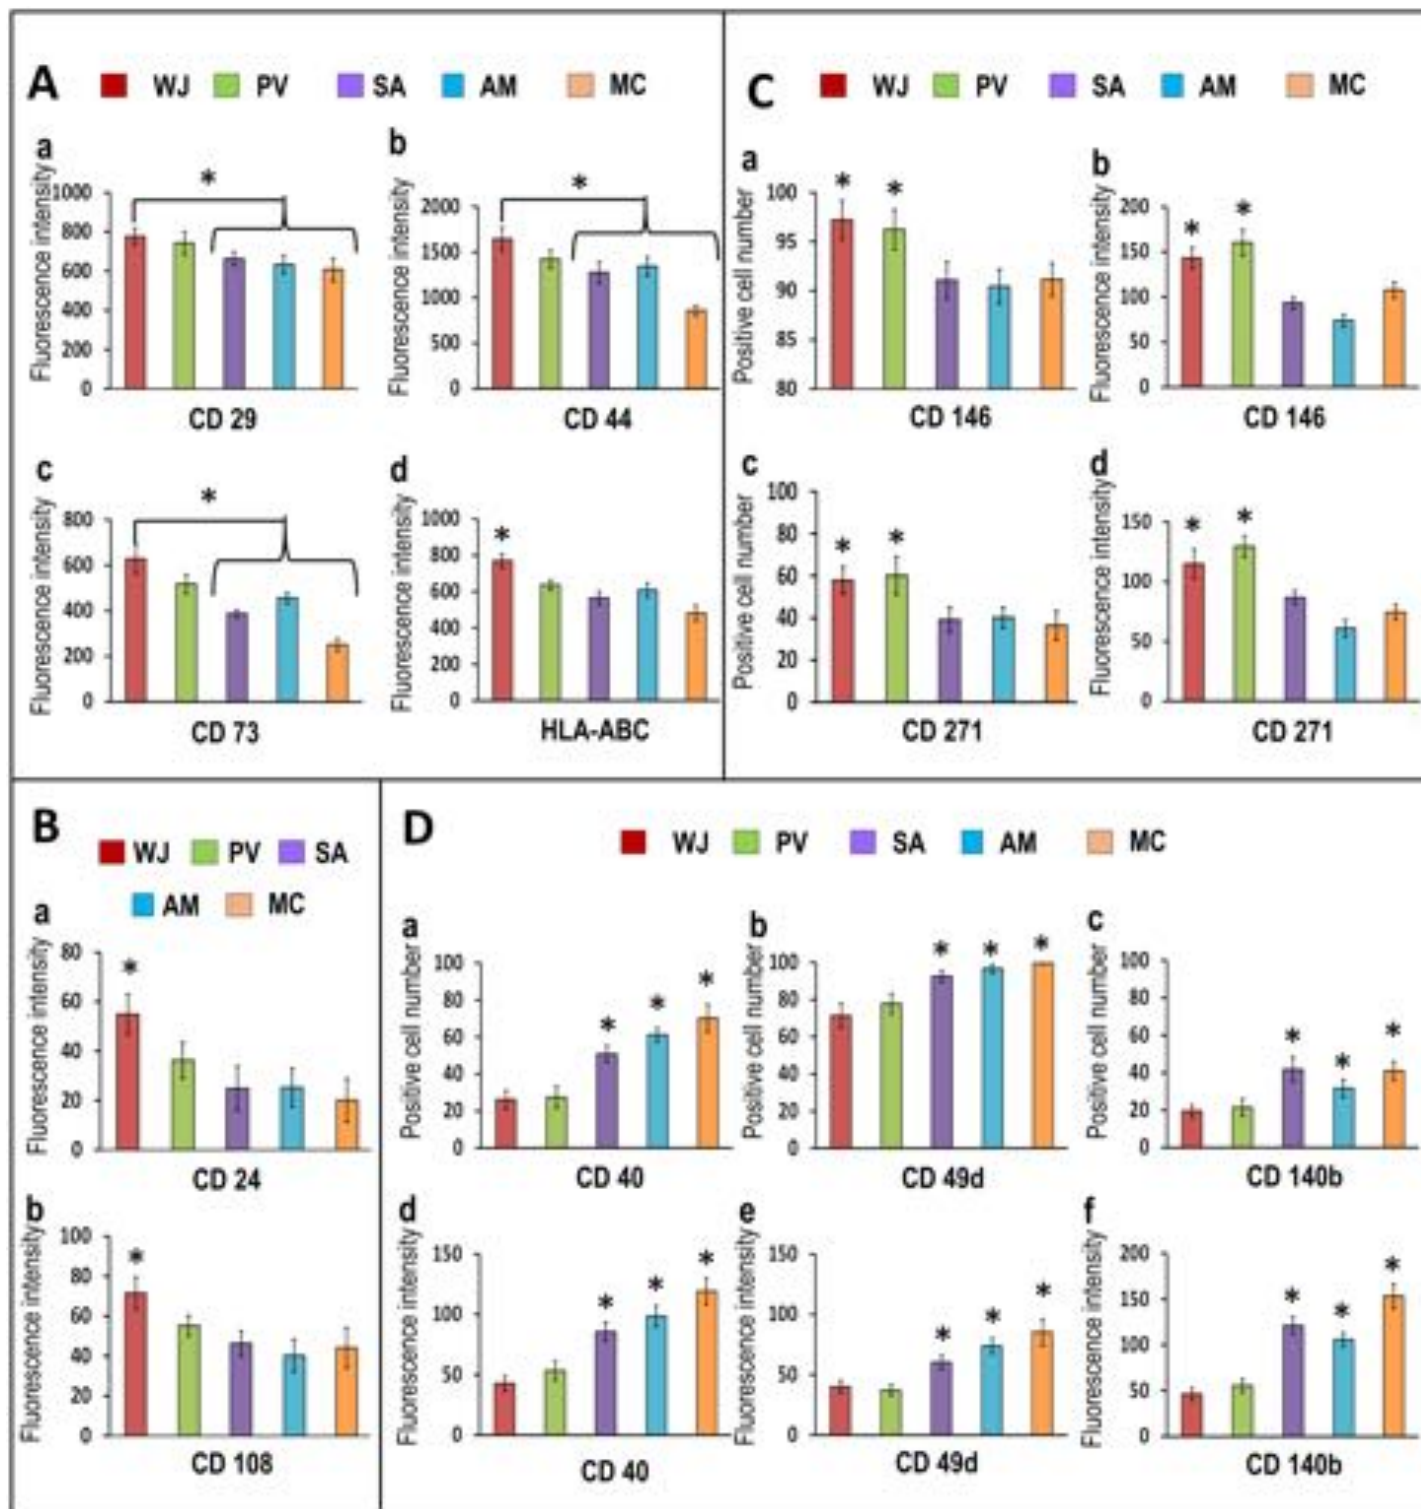 A
WJ PV SA AM MC
a
*
Fluorescence intensity
1000
800
600
400
200
0
CD 29
b
*
Fluorescence intensity
2000
1500
1000
500
0
CD 44
c
*
Fluorescence intensity
800
600
400
200
0
CD 73
d
*
Fluorescence intensity
1000
800
600
400
200
0
HLA-ABC
C
WJ PV SA AM MC
a
* *
Positive cell number
100
95
90
85
80
CD 146
b
* *
Fluorescence intensity
200
150
100
50
0
CD 146
c
* *
Positive cell number
100
80
60
40
20
0
CD 271
d
* *
Fluorescence intensity
150
100
50
0
CD 271
B
WJ PV SA
AM MC
a
*
Fluorescence intensity
80
60
40
20
0
CD 24
b
*
Fluorescence intensity
100
80
60
40
20
0
CD 108
D
WJ PV SA AM MC
a
* * *
Positive cell number
100
80
60
40
20
0
CD 40
b
* * *
Positive cell number
100
80
60
40
20
0
CD 49d
c
* * *
Positive cell number
100
80
60
40
20
0
CD 140b
d
* * *
Fluorescence intensity
150
100
50
0
CD 40
e
* * *
Fluorescence intensity
150
100
50
0
CD 49d
f
* * *
Fluorescence intensity
200
150
100
50
0
CD 140b